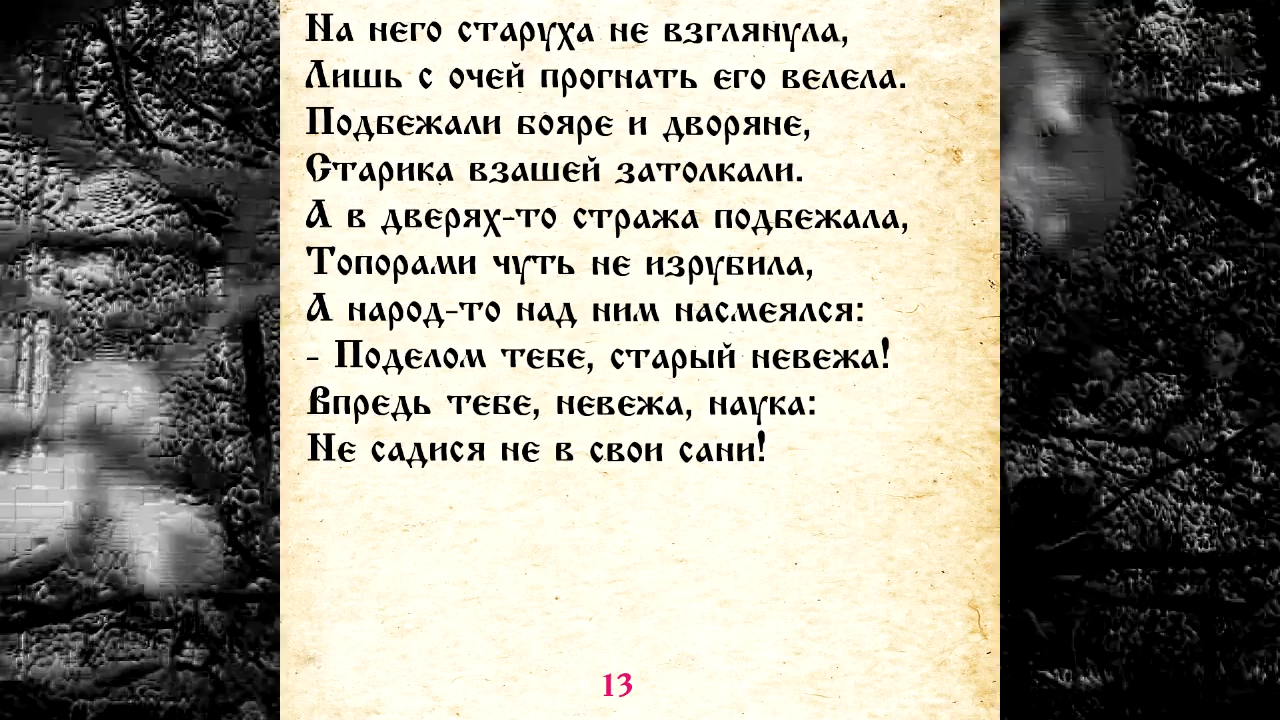 На него старуха не взглянула,
Лишь с очей прогнать его велела.
Подбежали бояре и дворяне,
Старика взашей затолкали.
А в дверях-то стража подбежала,
Топорами чуть не изрубила,
А народ-то над ним насмеялся:
- Поделом тебе, старый невежа!
Впредь тебе, невежа, наука:
Не садися не в свои сани!
13